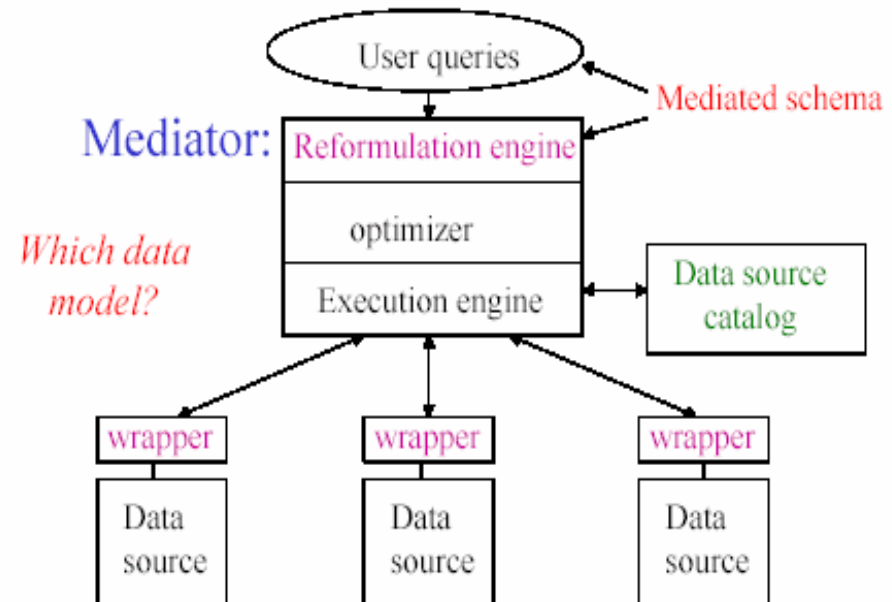 User queries
Mediated schema
Mediator:
Reformulation engine
optimizer
Which data
model?
Execution engine
Data source
catalog
wrapper
wrapper
wrapper
Data
source
Data
source
Data
source